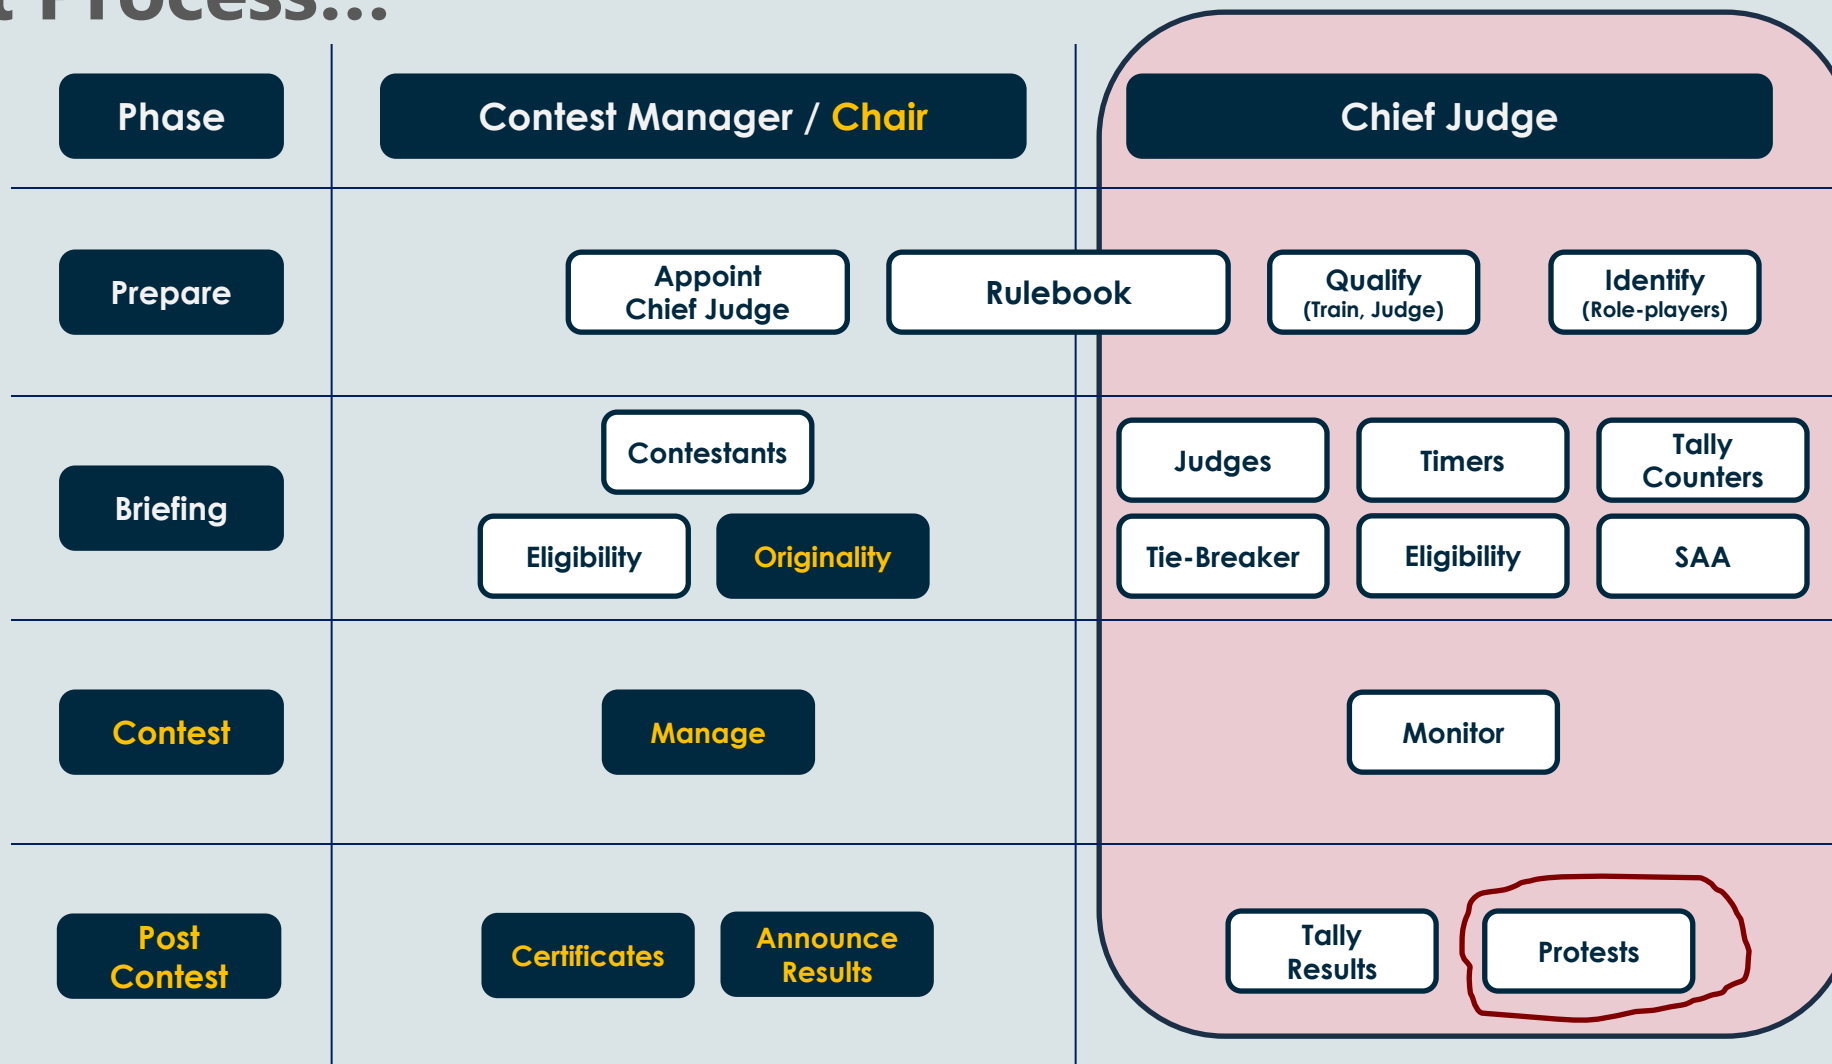 t Process...
Phase
Contest Manager / Chair
Chief Judge
Prepare
Appoint
Chief Judge
Rulebook
Qualify
(Train, Judge)
Identify
(Role-players)
Briefing
Contestants
Eligibility
Originality
Judges
Timers
Tally
Counters
Tie-Breaker
Eligibility
SAA
Contest
Manage
Monitor
Post
Contest
Certificates
Announce
Results
Tally
Results
Protests